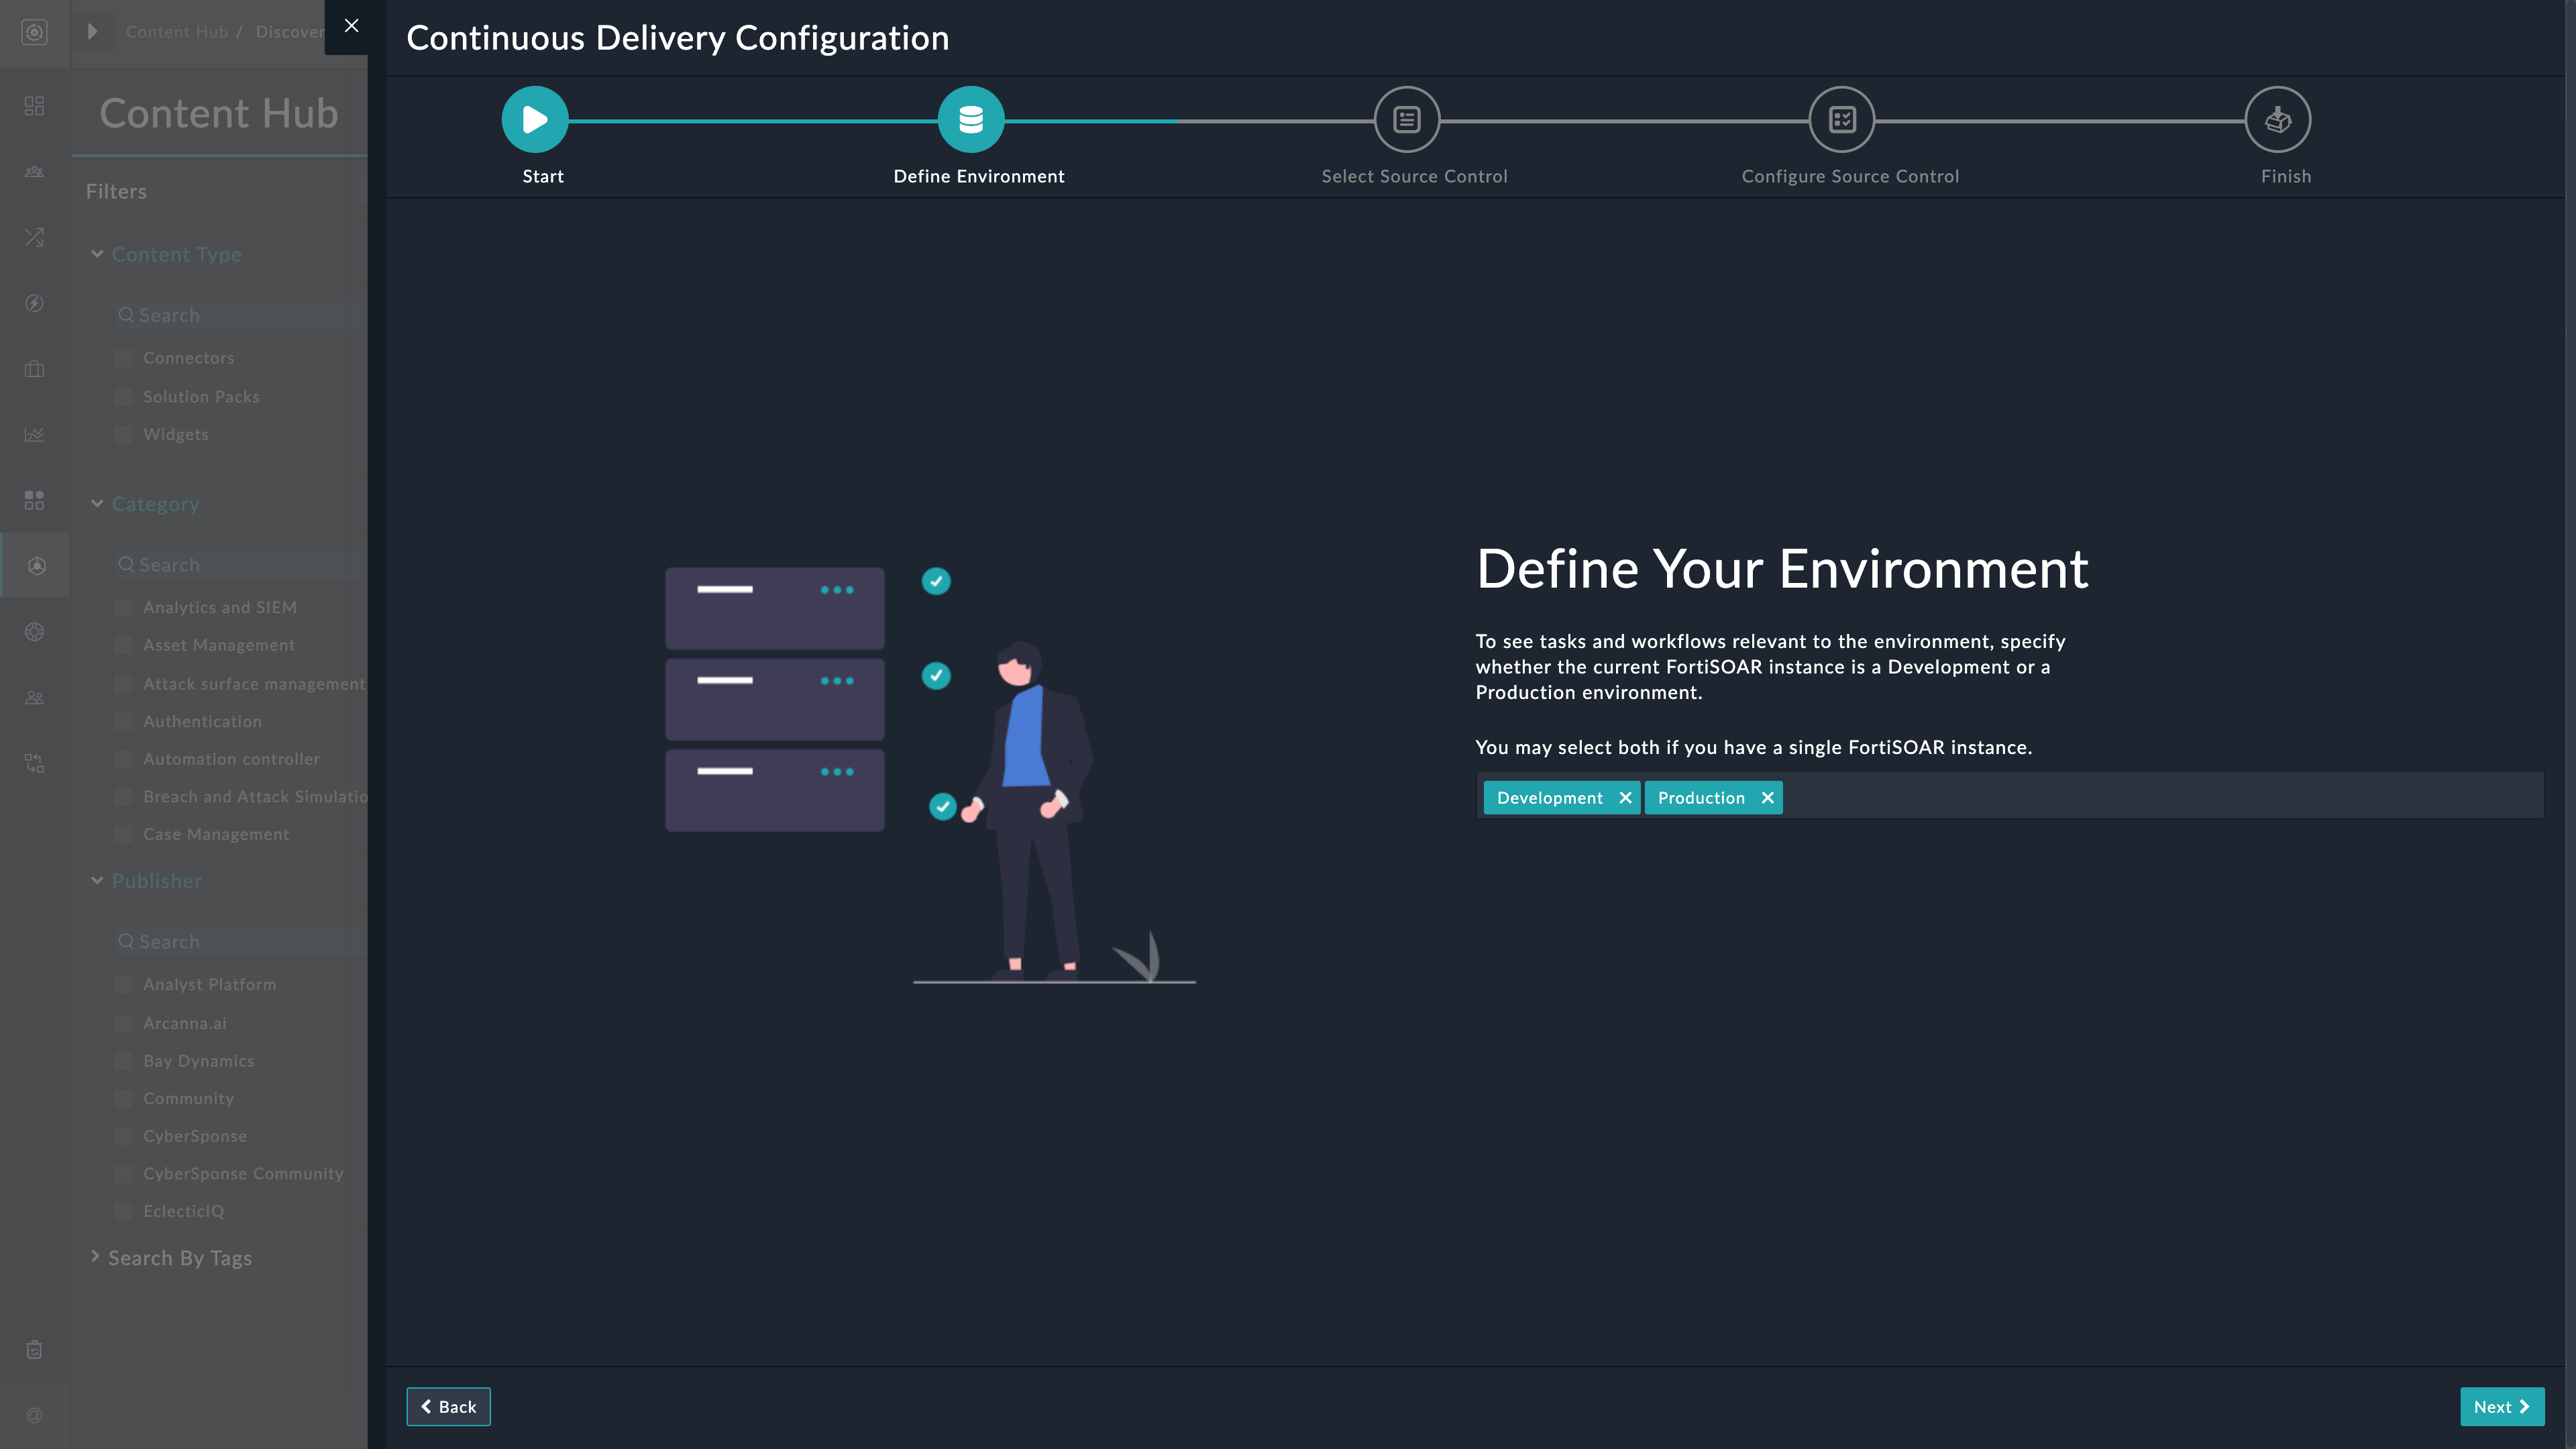 Content Hub / Discover
Continuous Delivery Configuration
Content Hub
Start
Define Environment
Select Source Control
Configure Source Control
Finish
Filters
Content Type
Search
Connectors
Solution Packs
Widgets
Category
Search
Analytics and SIEM
Asset Management
Attack surface management
Authentication
Automation controller
Breach and Attack Simulatio
Case Management
Publisher
Search
Analyst Platform
Arcanna.ai
Bay Dynamics
Community
CyberSponse
CyberSponse Community
EclecticIQ
Search By Tags
Define Your Environment
To see tasks and workflows relevant to the environment, specify
whether the current FortiSOAR instance is a Development or a
Production environment.
You may select both if you have a single FortiSOAR instance.
Development
Production
Back
Next